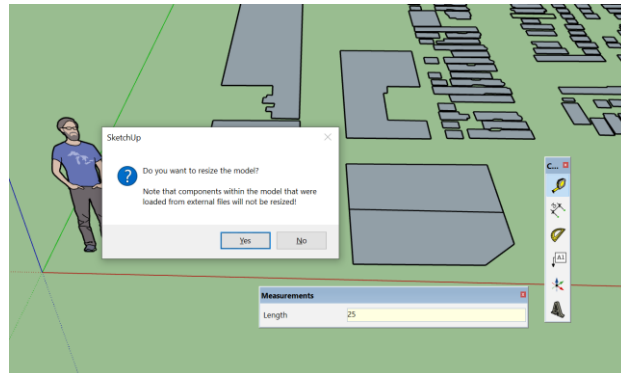 SketchUp
Do you want to resize the model?
Note that components within the model that were
loaded from external files will not be resized!
Yes
No
C...
A1
Measurements
Length
25